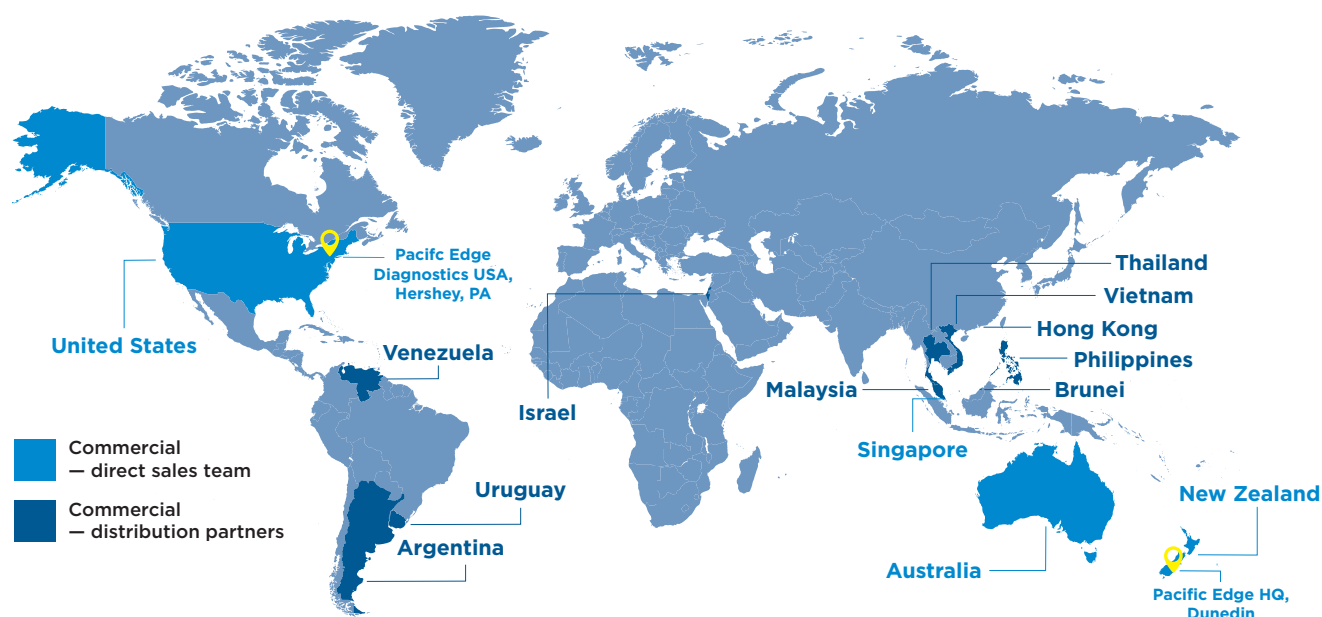 Pacifc Edge
Diagnostics USA,
Hershey, PA
United States
Venezuela
Israel
Thailand
Vietnam
Hong Kong
Philippines
Malaysia
Brunei
Singapore
Commercial
— direct sales team
Commercial
— distribution partners
Uruguay
Argentina
New Zealand
Australia
Pacific Edge HQ,
Dunedin